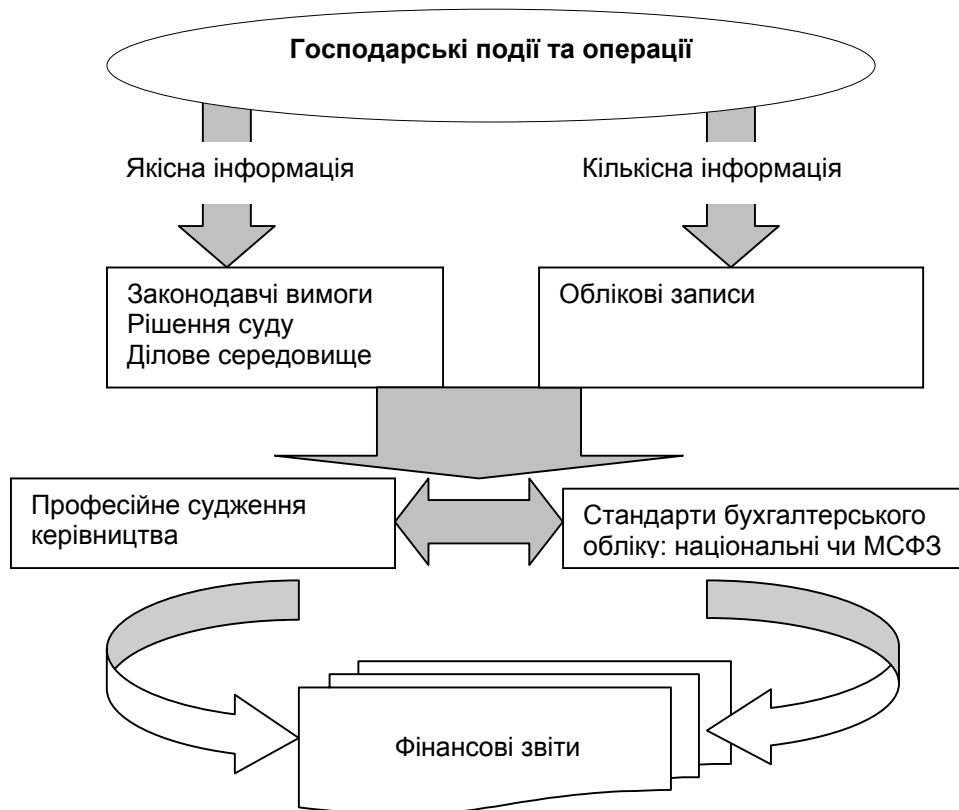 Господарські події та операції
Якісна інформація
Кількісна інформація
Законодавчі вимоги
Рішення суду
Ділове середовище
Облікові записи
Професійне судження
керівництва
Стандарти бухгалтерського
обліку: національні чи МСФЗ
Фінансові звіти